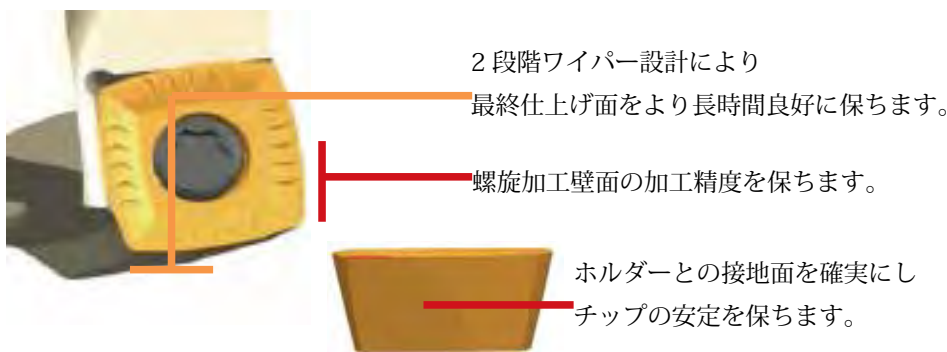 2 段階ワイパー設計により
最終仕上げ面をより長時間良好に保ちます。
螺旋加工壁面の加工精度を保ちます。
ホルダーとの接地面を確実にし
チップの安定を保ちます。